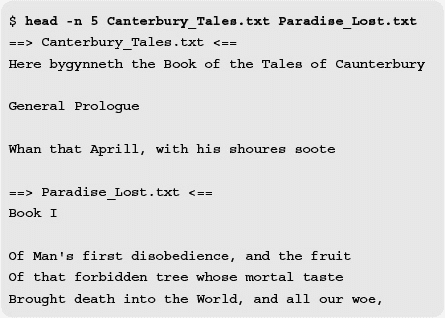 $ head -n 5 Canterbury_Tales.txt Paradise_Lost.txt
==> Canterbury_Tales.txt <==
Here bygynneth the Book of the Tales of Caunterbury

General Prologue

Whan that Aprill, with his shoures soote

==> Paradise_Lost.txt <==
Book I

Of Man's first disobedience, and the fruit
Of that forbidden tree whose mortal taste
Brought death into the World, and all our woe,